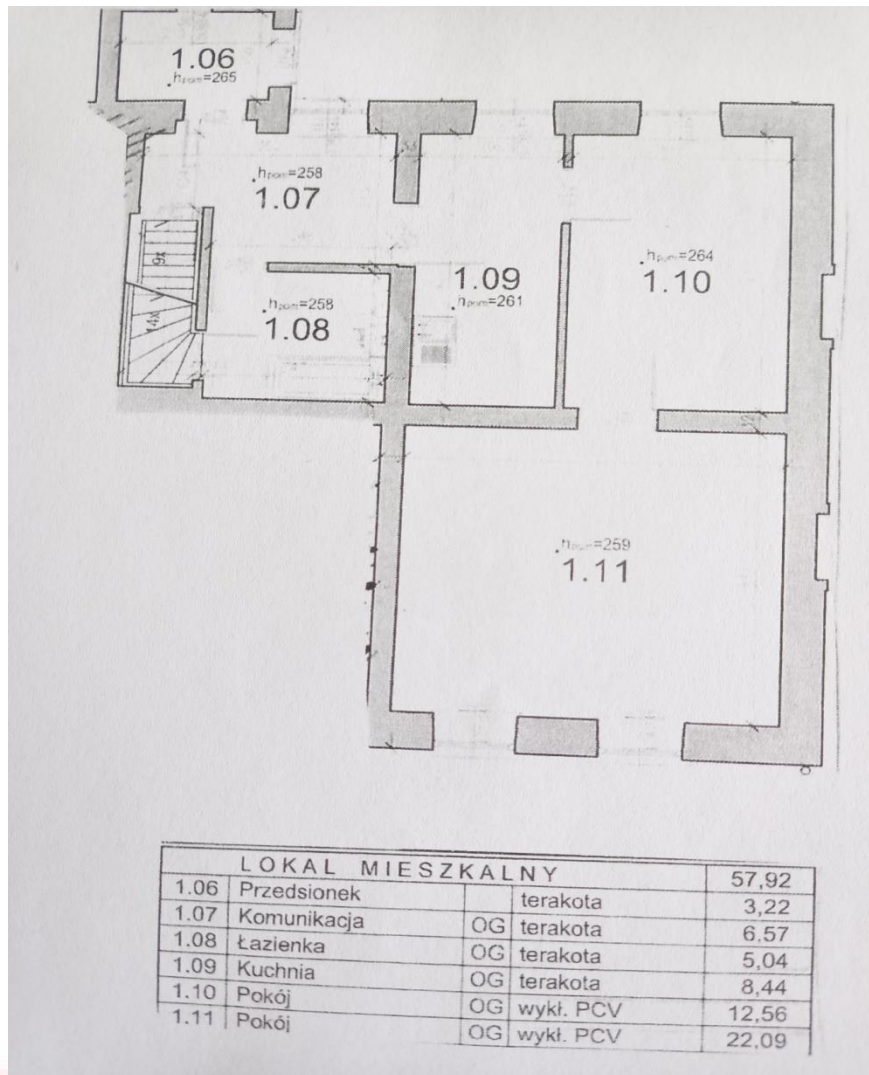 1.06
hpom=265
hpom=258
1.07
9x
14x
hpom=258
1.08
1.09
hpom=261
hpom=264
1.10
hpom=259
1.11
LOKAL MIESZKALNY 57,92
1.06 Przedsionek terakota 3,22
1.07 Komunikacja OG terakota 6.57
1.08 Łazienka OG terakota 5,04
1.09 Kuchnia OG terakota 8,44
1.10 Pokój OG wykł. PCV 12,56
1.11 Pokój OG wykł. PCV 22,09